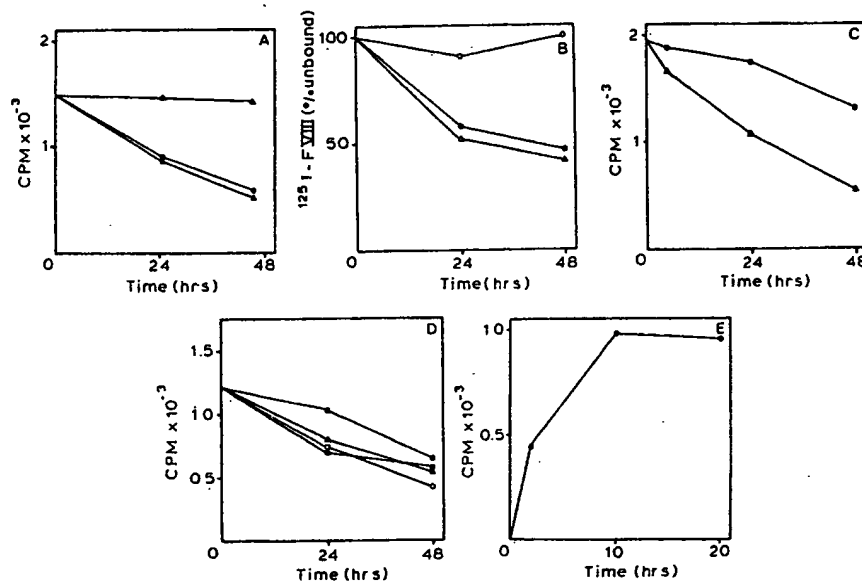 A
CPM x 10⁻³
2
1
0
24
48
Time (hrs)
B
¹²⁵I - F VIII (°/. unbound)
100
50
0
24
48
Time (hrs)
C
CPM x 10⁻³
2
1
0
24
48
Time (hrs)
D
CPM x 10⁻³
1.5
1.0
0.5
0
24
48
Time (hrs)
E
CPM x 10⁻³
1.0
0.5
0
10
20
Time (hrs)